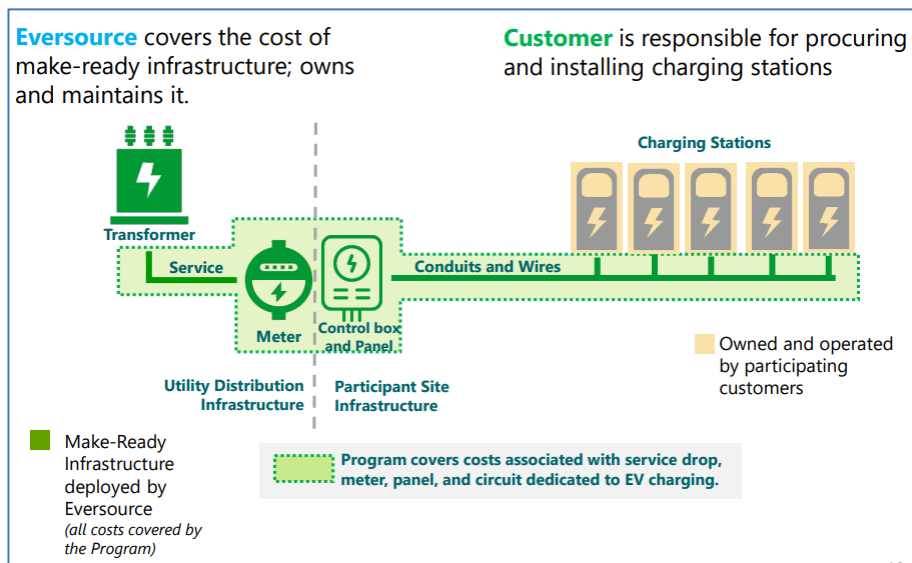 Eversource covers the cost of
make-ready infrastructure; owns
and maintains it.
Customer is responsible for procuring
and installing charging stations
Charging Stations
Transformer
Service
Conduits and Wires
Meter
Control box
and Panel
Owned and operated
by participating
customers
Utility Distribution
Infrastructure
Participant Site
Infrastructure
Make-Ready
Infrastructure
deployed by
Eversource
(all costs covered by
the Program)
Program covers costs associated with service drop,
meter, panel, and circuit dedicated to EV charging.